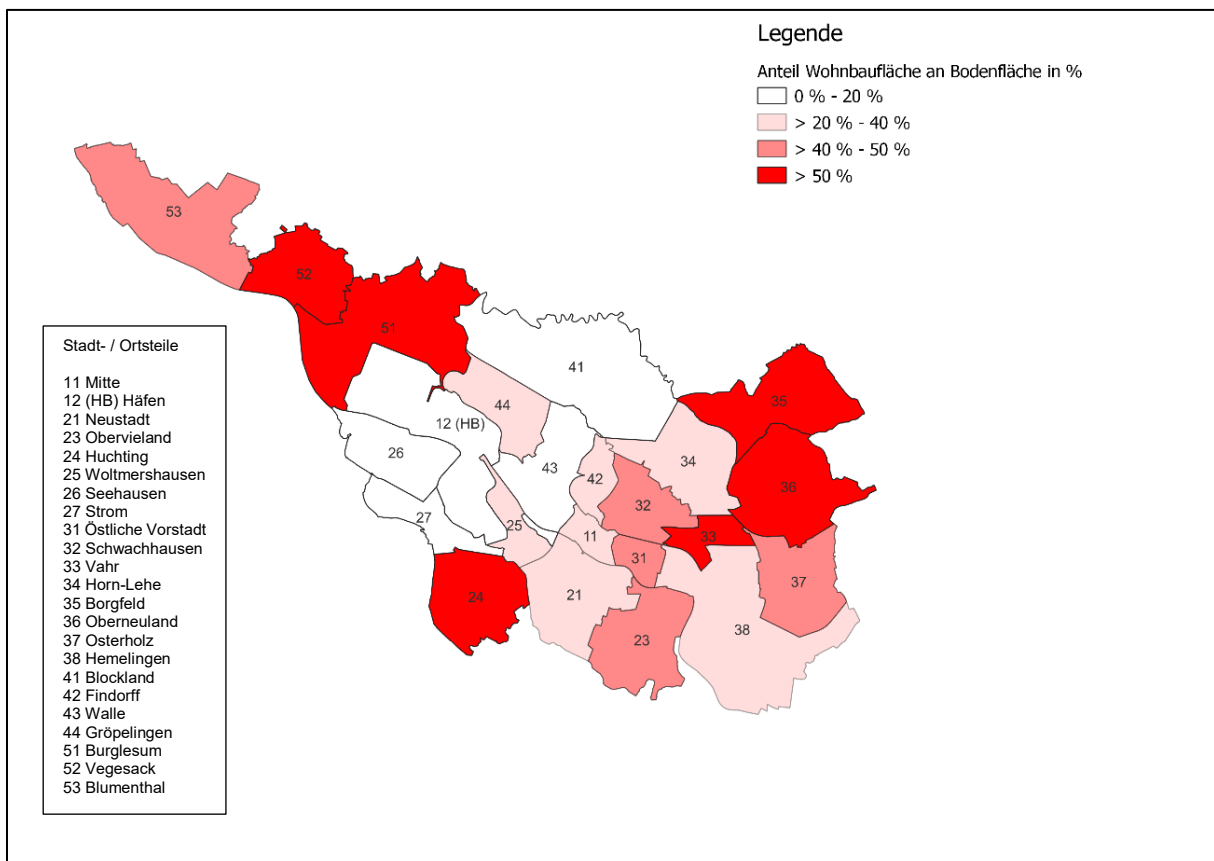 Legende
Anteil Wohnbaufläche an Bodenfläche in %
0 % - 20 %
> 20 % - 40 %
> 40 % - 50 %
> 50 %
53
52
51
41
35
44
12 (HB)
26
43
42
34
36
32
27
25
11
33
31
37
24
21
23
38
Stadt- / Ortsteile
11 Mitte
12 (HB) Häfen
21 Neustadt
23 Obervieland
24 Huchting
25 Woltmershausen
26 Seehausen
27 Strom
31 Östliche Vorstadt
32 Schwachhausen
33 Vahr
34 Horn-Lehe
35 Borgfeld
36 Oberneuland
37 Osterholz
38 Hemelingen
41 Blockland
42 Findorff
43 Walle
44 Gröpelingen
51 Burglesum
52 Vegesack
53 Blumenthal